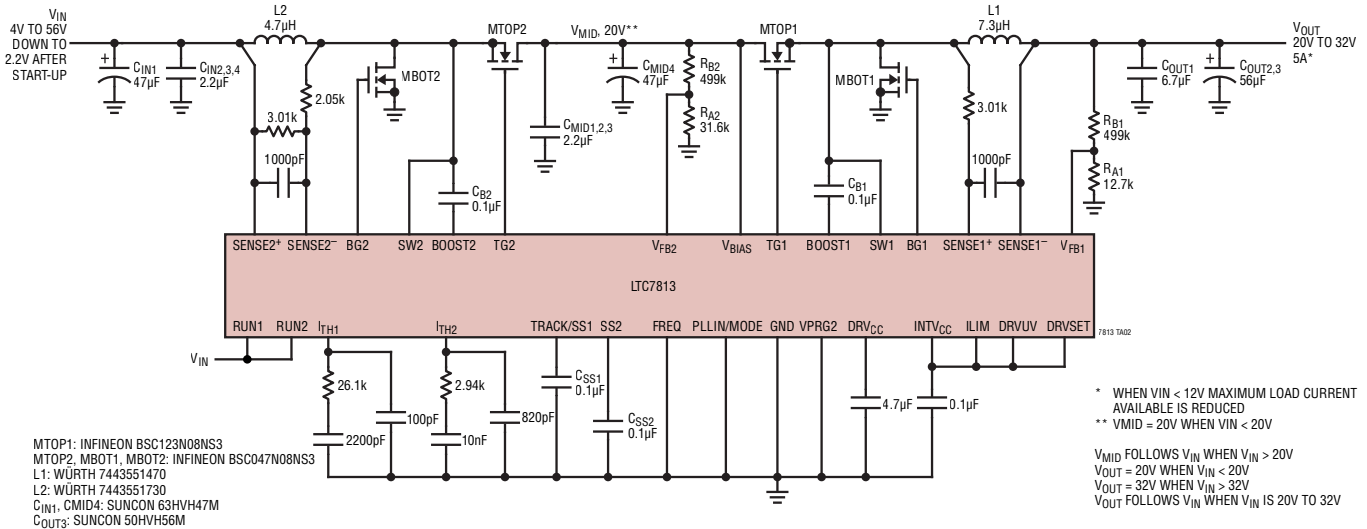 L2
4.7µH
L1
7.3µH
VIN
4V TO 56V
DOWN TO
2.2V AFTER
START-UP
MTOP2
VMID, 20V**
MTOP1
VOUT
20V TO 32V
5A*
+
CIN1
47µF
CIN2,3,4
2.2µF
2.05k
3.01k
1000pF
MBOT2
CB2
0.1µF
CMID1,2,3
2.2µF
+
CMID4
47µF
RB2
499k
RA2
31.6k
MBOT1
CB1
0.1µF
3.01k
1000pF
COUT1
6.7µF
+
COUT2,3
56µF
RB1
499k
RA1
12.7k
SENSE2+ SENSE2− BG2 SW2 BOOST2 TG2 VFB2 VBIAS TG1 BOOST1 SW1 BG1 SENSE1+ SENSE1− VFB1
LTC7813
RUN1 RUN2 ITH1 ITH2 TRACK/SS1 SS2 FREQ PLLIN/MODE GND VPRG2 DRVCC INTVCC ILIM DRVUV DRVSET
7813 TA02
VIN
26.1k
2200pF
100pF
2.94k
10nF
820pF
CSS1
0.1µF
CSS2
0.1µF
4.7µF
0.1µF
MTOP1: INFINEON BSC123N08NS3
MTOP2, MBOT1, MBOT2: INFINEON BSC047N08NS3
L1: WÜRTH 7443551470
L2: WÜRTH 7443551730
CIN1, CMID4: SUNCON 63HVH47M
COUT3: SUNCON 50HVH56M
* WHEN VIN < 12V MAXIMUM LOAD CURRENT
AVAILABLE IS REDUCED
** VMID = 20V WHEN VIN < 20V
VMID FOLLOWS VIN WHEN VIN > 20V
VOUT = 20V WHEN VIN < 20V
VOUT = 32V WHEN VIN > 32V
VOUT FOLLOWS VIN WHEN VIN IS 20V TO 32V